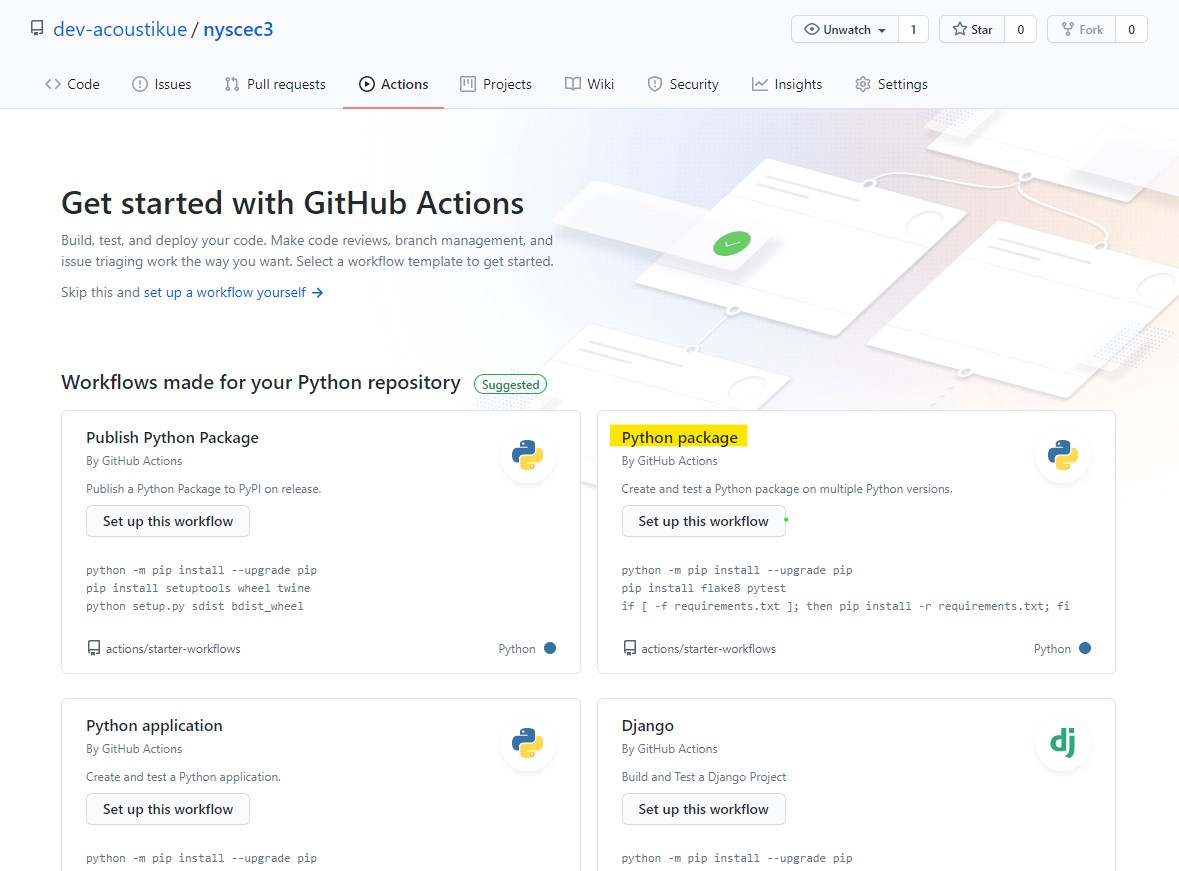 dev-acoustikue / nyscec3
Unwatch 1 Star 0 Fork 0
Code Issues Pull requests Actions Projects Wiki Security Insights Settings
Get started with GitHub Actions
Build, test, and deploy your code. Make code reviews, branch management, and
issue triaging work the way you want. Select a workflow template to get started.
Skip this and set up a workflow yourself →
Workflows made for your Python repository Suggested
Publish Python Package
By GitHub Actions
Publish a Python Package to PyPI on release.
Set up this workflow
python -m pip install --upgrade pip
pip install setuptools wheel twine
python setup.py sdist bdist_wheel
actions/starter-workflows Python
Python package
By GitHub Actions
Create and test a Python package on multiple Python versions.
Set up this workflow
python -m pip install --upgrade pip
pip install flake8 pytest
if [ -f requirements.txt ]; then pip install -r requirements.txt; fi
actions/starter-workflows Python
Python application
By GitHub Actions
Create and test a Python application.
Set up this workflow
python -m pip install --upgrade pip
Django
By GitHub Actions
Build and Test a Django Project
Set up this workflow
dj
python -m pip install --upgrade pip